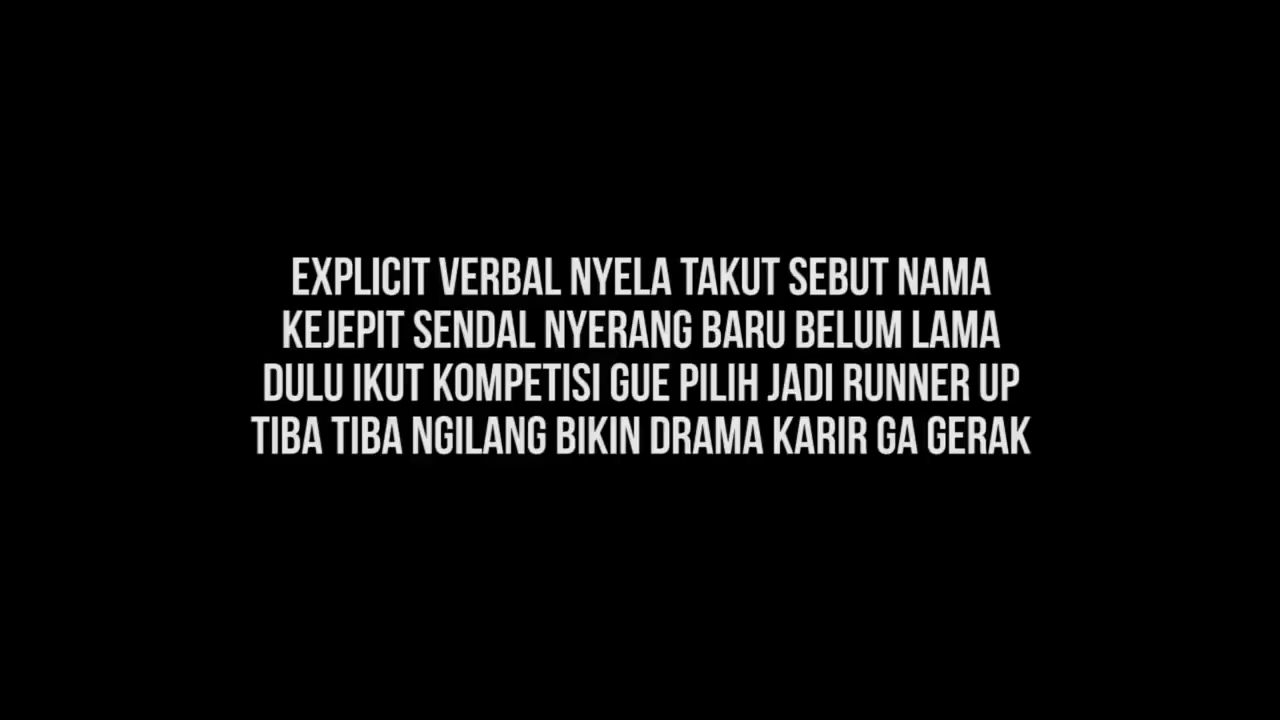 EXPLICIT VERBAL NYELA TAKUT SEBUT NAMA
KEJEPIT SENDAL NYERANG BARU BELUM LAMA
DULU IKUT KOMPETISI GUE PILIH JADI RUNNER UP
TIBA TIBA NGILANG BIKIN DRAMA KARIR GA GERAK